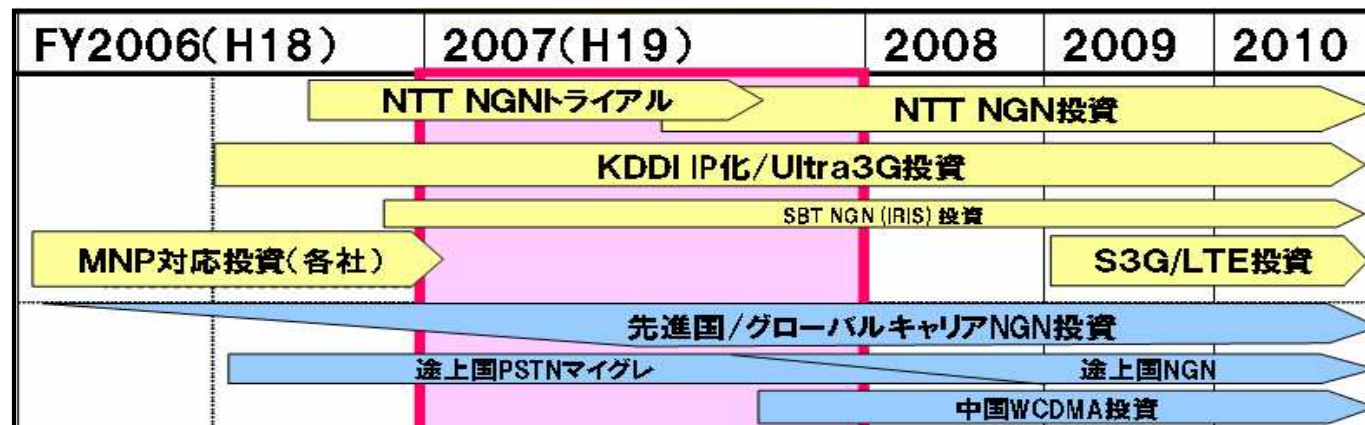 FY2006(H18) 2007(H19) 2008 2009 2010
NTT NGNトライアル
NTT NGN投資
KDDI IP化/Ultra3G投資
SBT NGN (IRIS) 投資
MNP対応投資(各社)
S3G/LTE投資
先進国/グローバルキャリアNGN投資
途上国PSTNマイグレ
途上国NGN
中国WCDMA投資